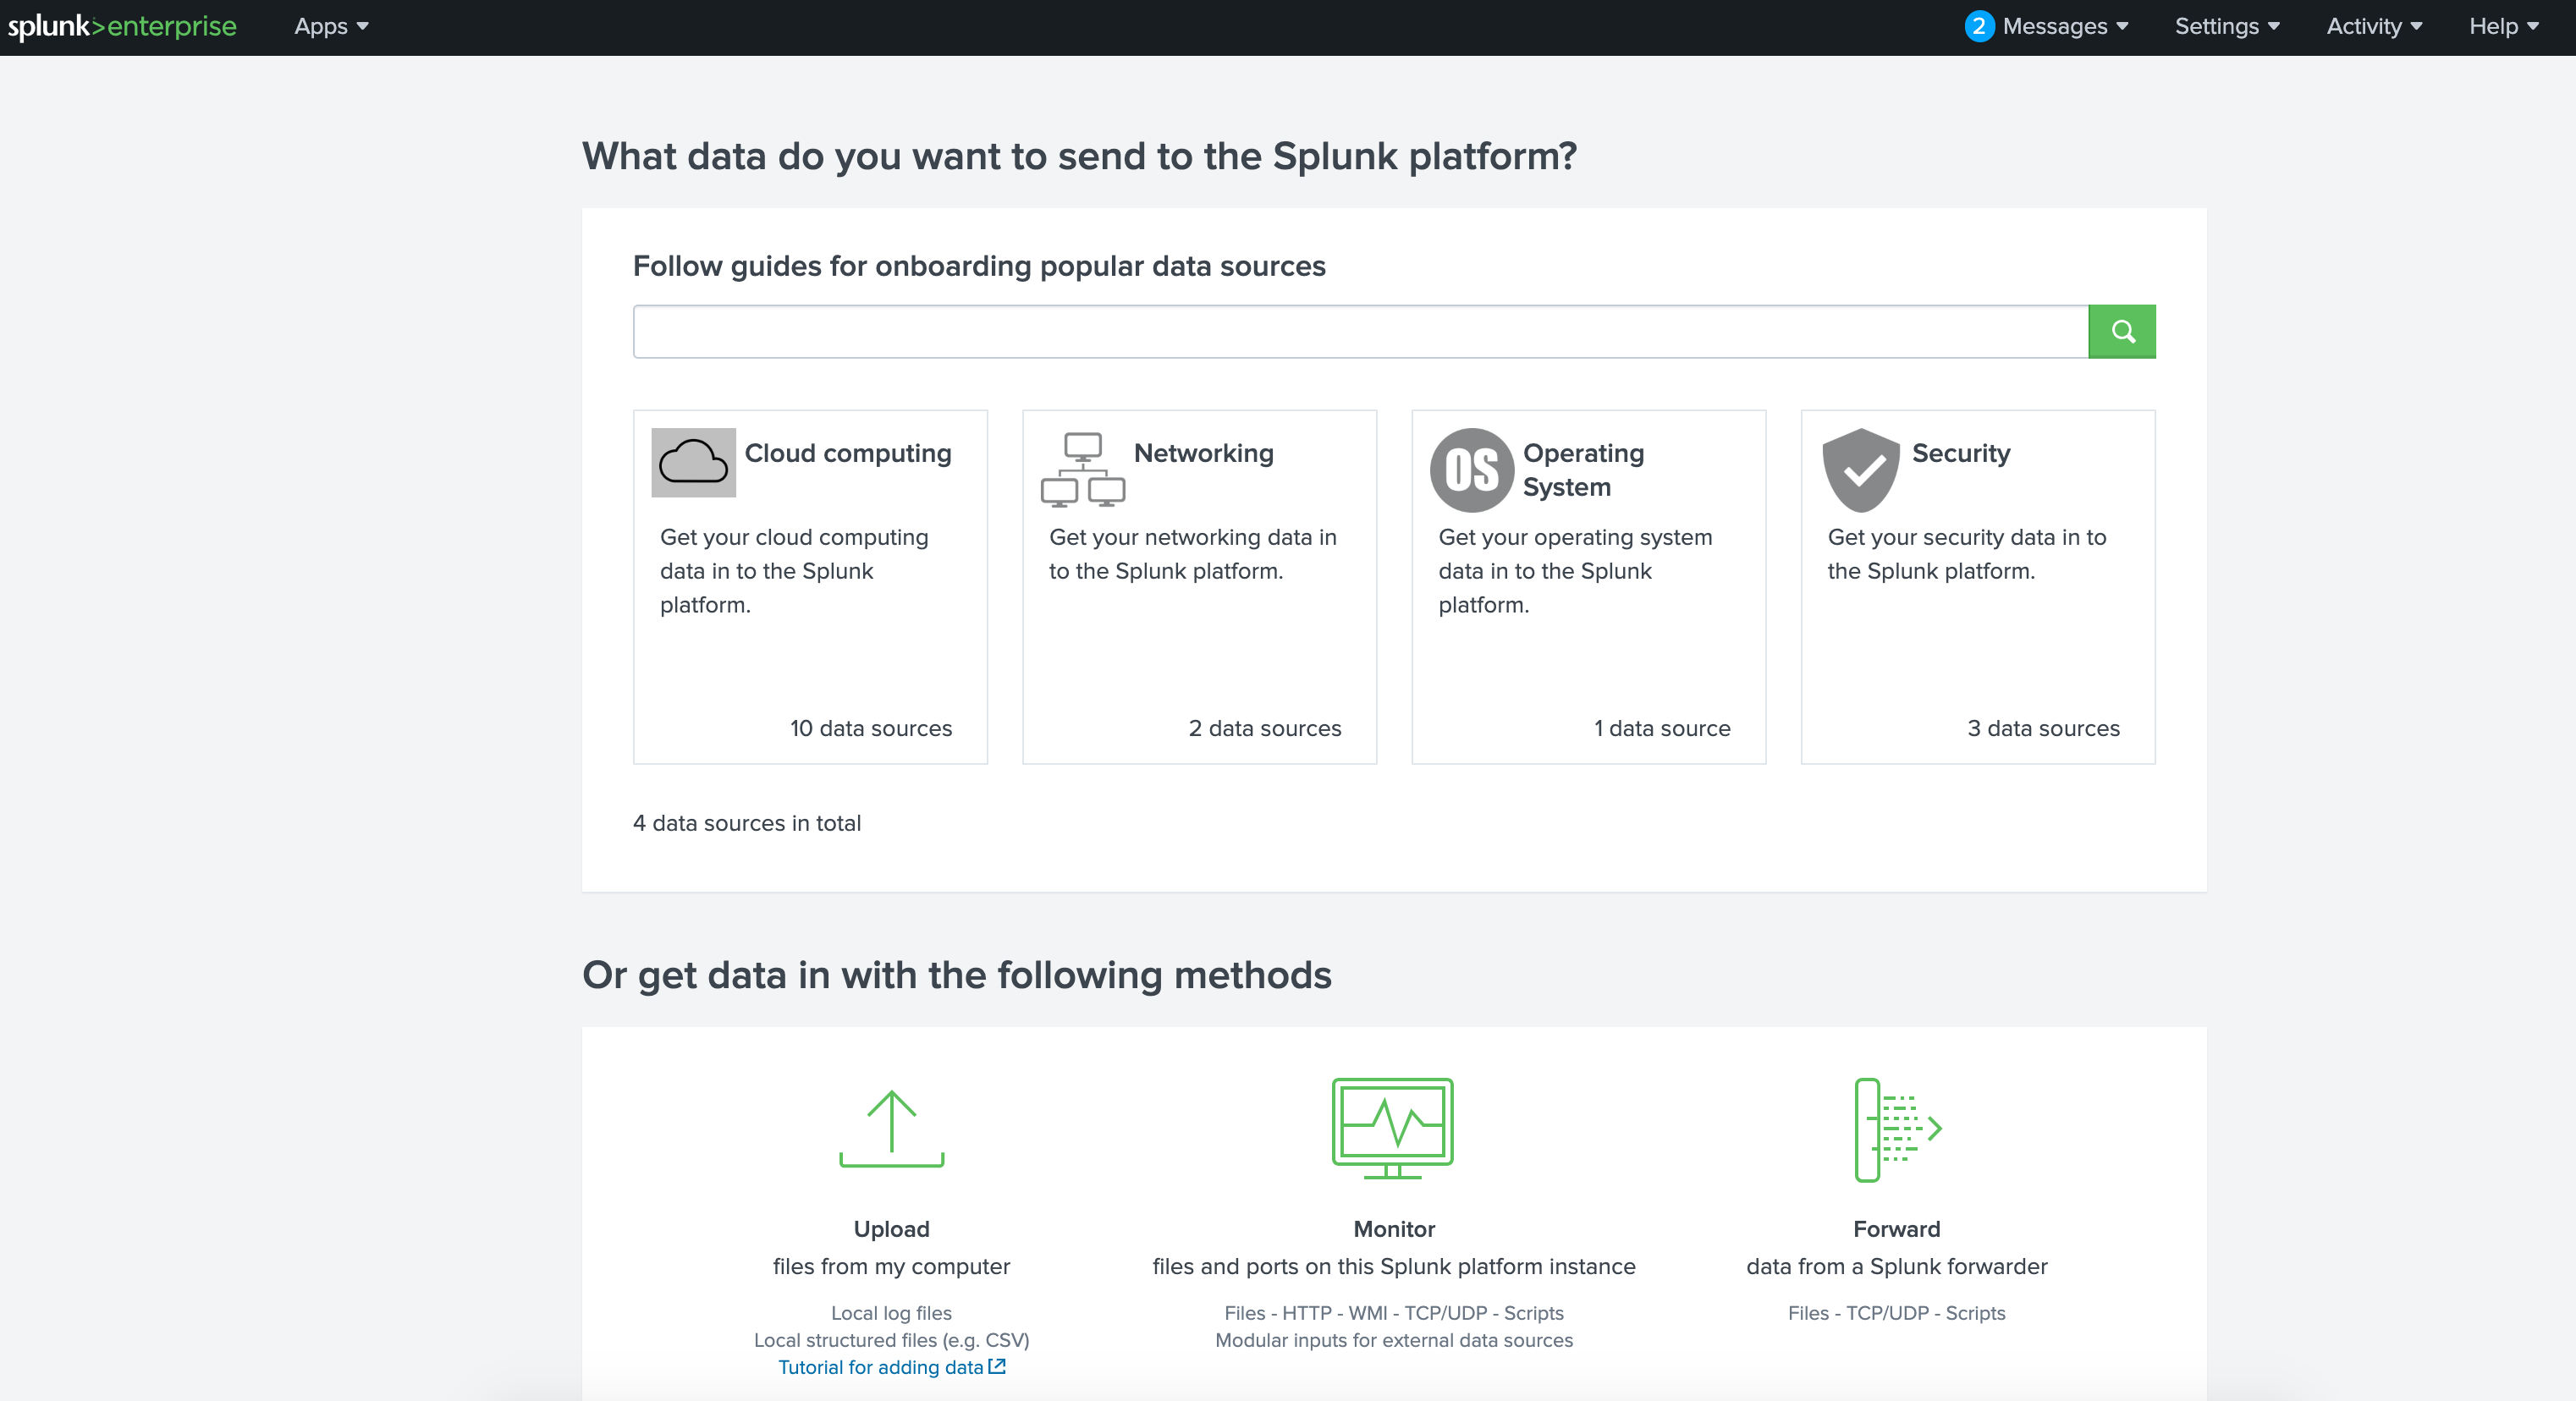 splunk>enterprise Apps 2 Messages Settings Activity Help
What data do you want to send to the Splunk platform?
Follow guides for onboarding popular data sources
Cloud computing
Get your cloud computing
data in to the Splunk
platform.
10 data sources
Networking
Get your networking data in
to the Splunk platform.
2 data sources
OS
Operating
System
Get your operating system
data in to the Splunk
platform.
1 data source
Security
Get your security data in to
the Splunk platform.
3 data sources
4 data sources in total
Or get data in with the following methods
Upload
files from my computer
Local log files
Local structured files (e.g. CSV)
Tutorial for adding data
Monitor
files and ports on this Splunk platform instance
Files - HTTP - WMI - TCP/UDP - Scripts
Modular inputs for external data sources
Forward
data from a Splunk forwarder
Files - TCP/UDP - Scripts